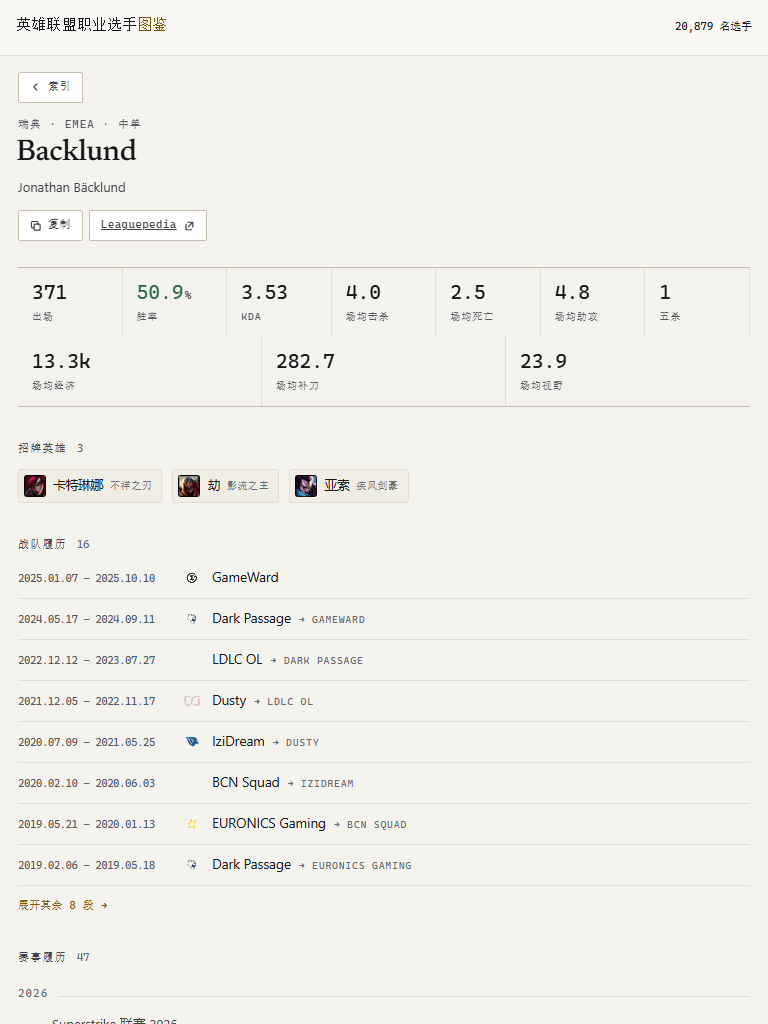 英雄联盟职业选手图鉴
20,879 名选手
索引
瑞典 · EMEA · 中单
Backlund
Jonathan Bäcklund
复制
Leaguepedia
371
出场
50.9%
胜率
3.53
KDA
4.0
场均击杀
2.5
场均死亡
4.8
场均助攻
1
五杀
13.3k
场均经济
282.7
场均补刀
23.9
场均视野
招牌英雄 3
卡特琳娜 不祥之刃
劫 影流之主
亚索 疾风剑豪
战队履历 16
2025.01.07 — 2025.10.10 GameWard
2024.05.17 — 2024.09.11 Dark Passage → GAMEWARD
2022.12.12 — 2023.07.27 LDLC OL → DARK PASSAGE
2021.12.05 — 2022.11.17 Dusty → LDLC OL
2020.07.09 — 2021.05.25 IziDream → DUSTY
2020.02.10 — 2020.06.03 BCN Squad → IZIDREAM
2019.05.21 — 2020.01.13 EURONICS Gaming → BCN SQUAD
2019.02.06 — 2019.05.18 Dark Passage → EURONICS GAMING
展开其余 8 段 →
赛事履历 47
2026
Superstrike 联赛 2026